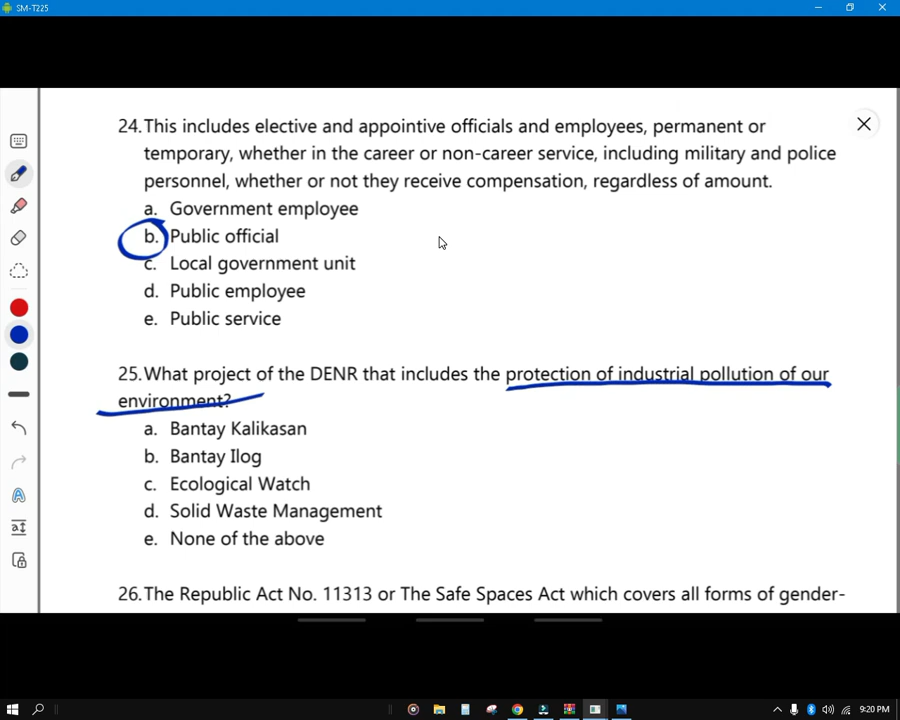 SM-T225
24.This includes elective and appointive officials and employees, permanent or
temporary, whether in the career or non-career service, including military and police
personnel, whether or not they receive compensation, regardless of amount.
a. Government employee
b. Public official
c. Local government unit
d. Public employee
e. Public service
25.What project of the DENR that includes the protection of industrial pollution of our
environment?
a. Bantay Kalikasan
b. Bantay Ilog
c. Ecological Watch
d. Solid Waste Management
e. None of the above
26.The Republic Act No. 11313 or The Safe Spaces Act which covers all forms of gender-
9:20 PM